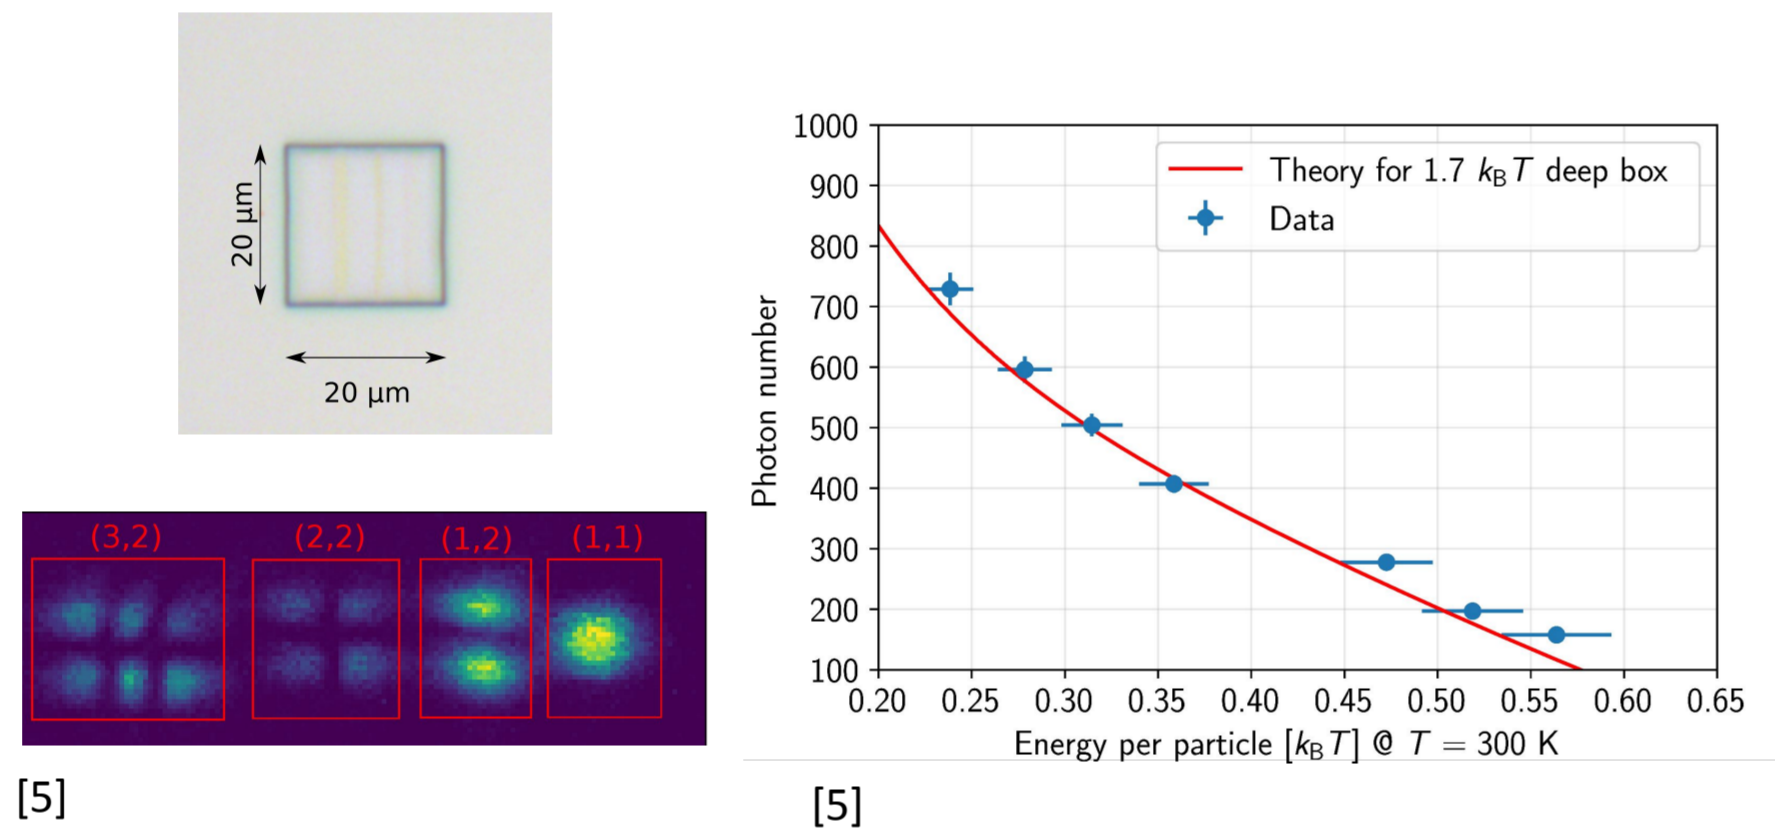 20 µm
20 µm
(3,2)
(2,2)
(1,2)
(1,1)
[5]
Photon number
1000
900
800
700
600
500
400
300
200
100
Theory for 1.7 k_B T deep box
Data
0.20 0.25 0.30 0.35 0.40 0.45 0.50 0.55 0.60 0.65
Energy per particle [k_B T] @ T = 300 K
[5]